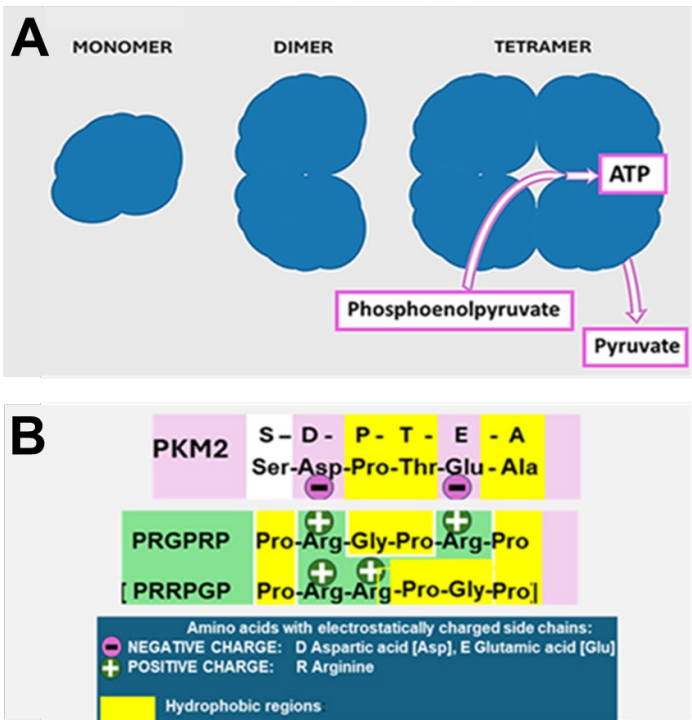 A
MONOMER DIMER TETRAMER
ATP
Phosphoenolpyruvate
Pyruvate
B
PKM2
S – D - P - T - E - A
Ser-Asp-Pro-Thr-Glu - Ala
PRGPRP Pro-Arg-Gly-Pro-Arg-Pro
[ PRRPGP Pro-Arg-Arg-Pro-Gly-Pro]
Amino acids with electrostatically charged side chains:
NEGATIVE CHARGE: D Aspartic acid [Asp], E Glutamic acid [Glu]
POSITIVE CHARGE: R Arginine
Hydrophobic regions